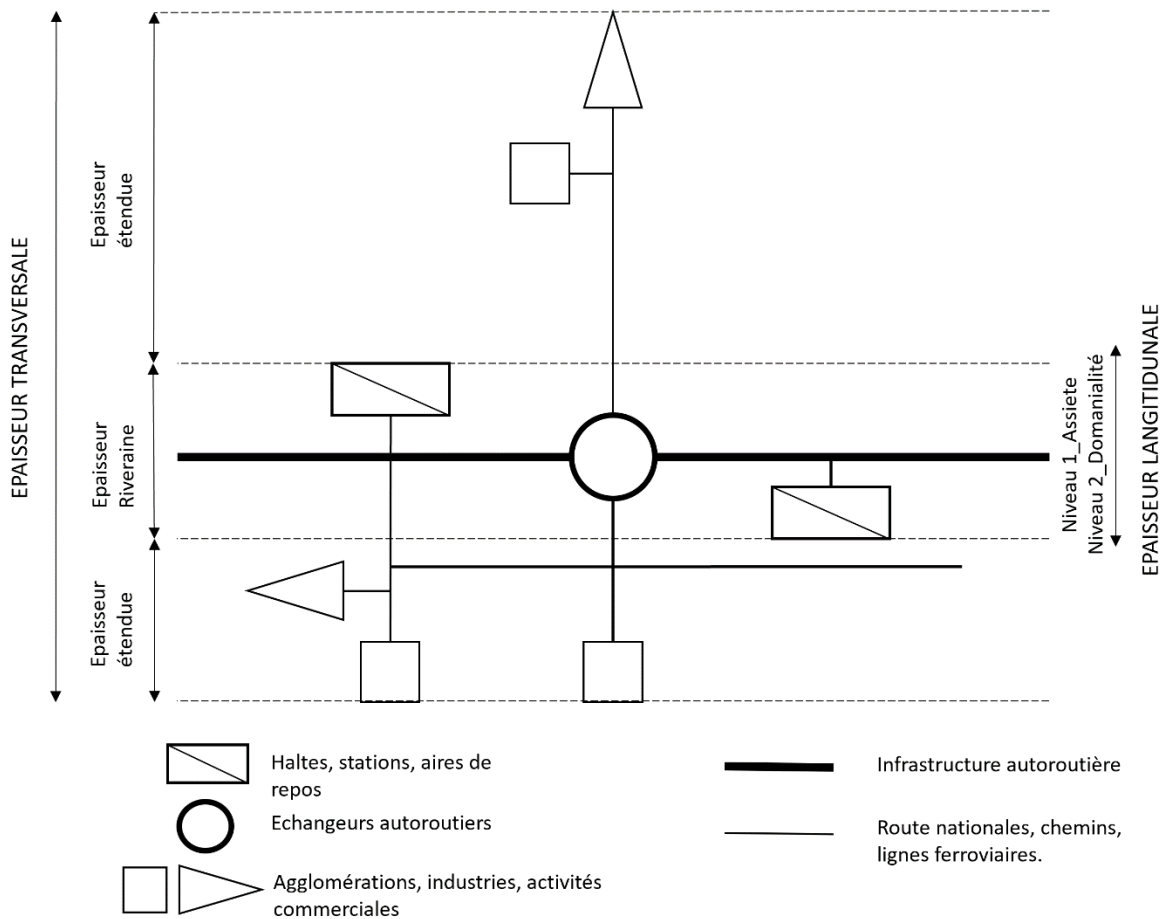 EPAISSEUR TRANSVERSALE
Epaisseur
étendue
Epaisseur
Riveraine
Epaisseur
étendue
Niveau 1_Assiete
Niveau 2_Domanialité
EPAISSEUR LANGITIDUNALE
Haltes, stations, aires de
repos
Echangeurs autoroutiers
Agglomérations, industries, activités
commerciales
Infrastructure autoroutière
Route nationales, chemins,
lignes ferroviaires.